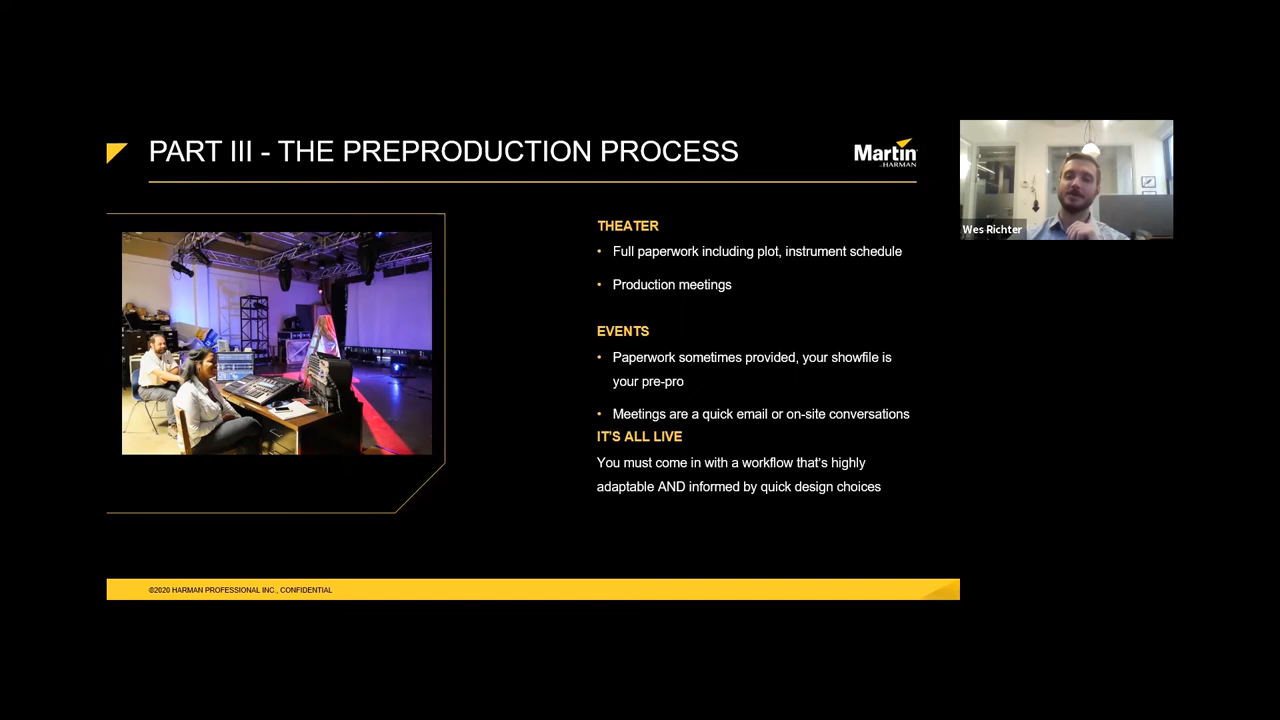 PART III - THE PREPRODUCTION PROCESS
Martin
by HARMAN
Wes Richter
THEATER
• Full paperwork including plot, instrument schedule
• Production meetings
EVENTS
• Paperwork sometimes provided, your showfile is
your pre-pro
• Meetings are a quick email or on-site conversations
IT'S ALL LIVE
You must come in with a workflow that's highly
adaptable AND informed by quick design choices
©2020 HARMAN PROFESSIONAL INC., CONFIDENTIAL